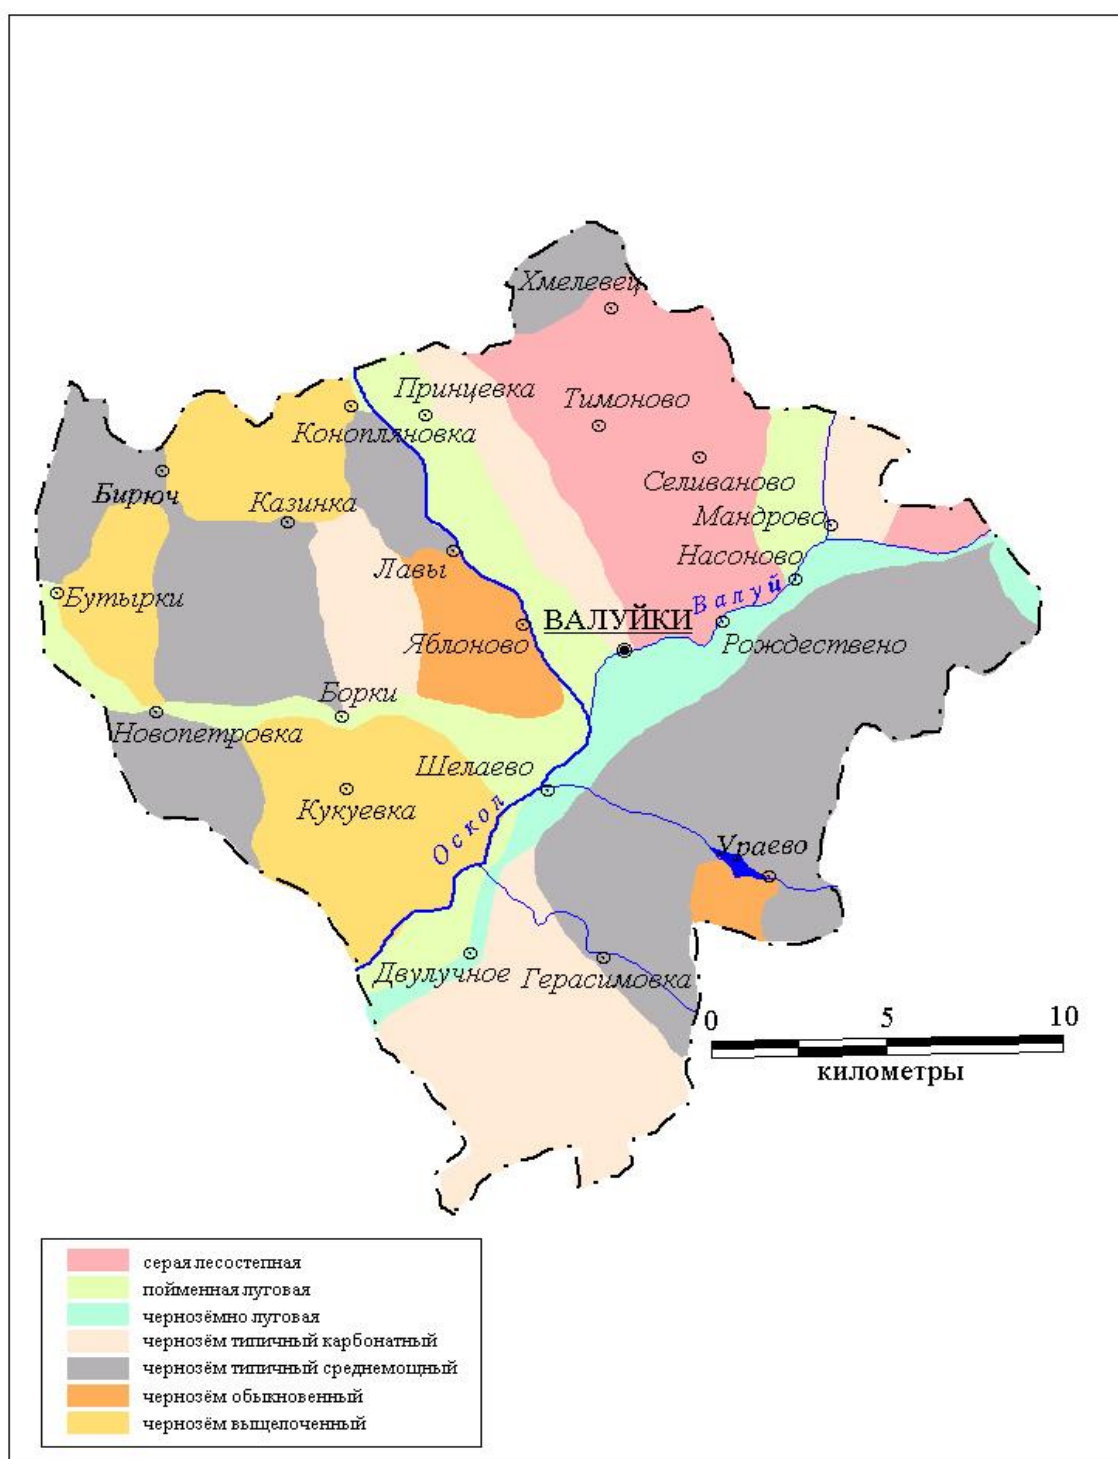 Хмелевец
Принцевка
Тимоново
Конопляновка
Селиваново
Бирюч
Казинка
Мандрово
Насоново
Лавы
Валуй
Бутырки
ВАЛУЙКИ
Яблоново
Рождествено
Борки
Новопетровка
Шелаево
Кукуевка
Оскол
Ураево
Двулучное
Герасимовка
0 5 10
километры
серая лесостепная
пойменная луговая
чернозёмно луговая
чернозём типичный карбонатный
чернозём типичный среднемощный
чернозём обыкновенный
чернозём выщелоченный